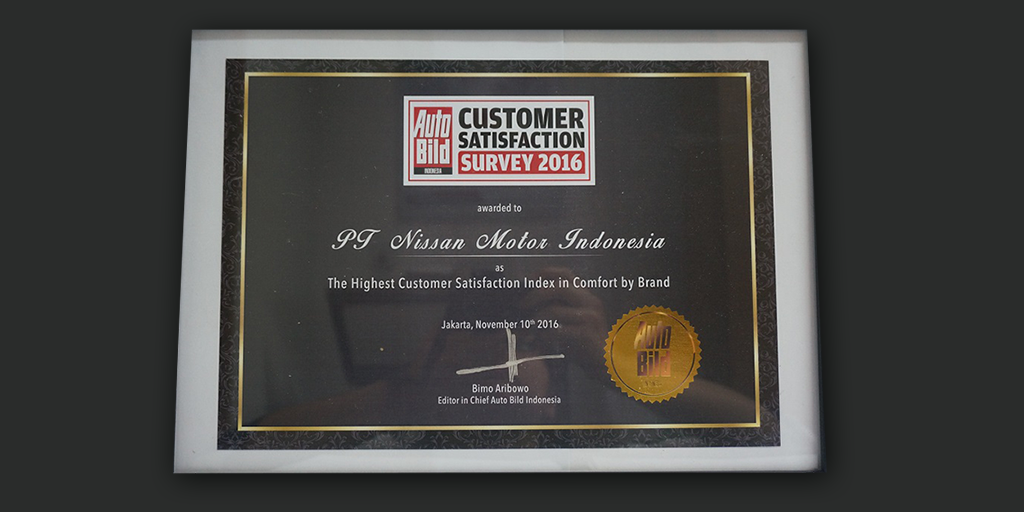 Auto Bild INDONESIA
CUSTOMER
SATISFACTION
SURVEY 2016
awarded to
PT Nissan Motor Indonesia
as
The Highest Customer Satisfaction Index in Comfort by Brand
Jakarta, November 10th 2016
Bimo Aribowo
Editor in Chief Auto Bild Indonesia
Auto
Bild